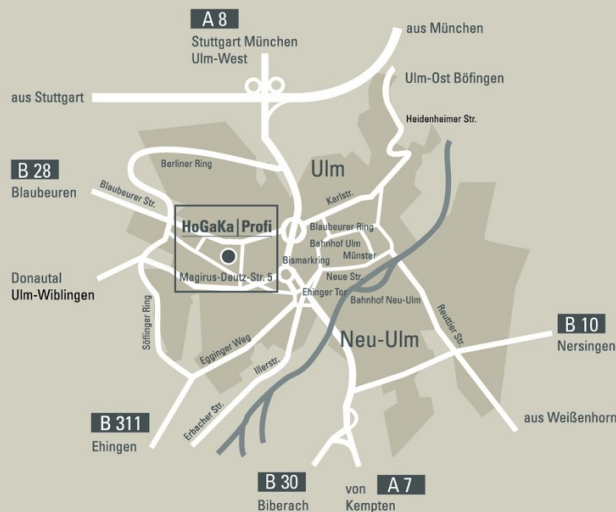 A 8
Stuttgart München
Ulm-West
aus München
Ulm-Ost Böfingen
aus Stuttgart
Heidenheimer Str.
Berliner Ring
Ulm
B 28
Blaubeuren
Blaubeurer Str.
Karlstr.
HoGaKa|Profi
Blaubeurer Ring
Bahnhof Ulm
Münster
Bismarkring
Donautal
Ulm-Wiblingen
Magirus-Deutz-Str. 5
Neue Str.
Ehinger Tor
Bahnhof Neu-Ulm
Söflinger Ring
Reuttier Str.
B 10
Nersingen
Neu-Ulm
Egginger Weg
Illerstr.
Erbacher Str.
B 311
Ehingen
aus Weißenhorn
B 30
Biberach
von A 7
Kempten